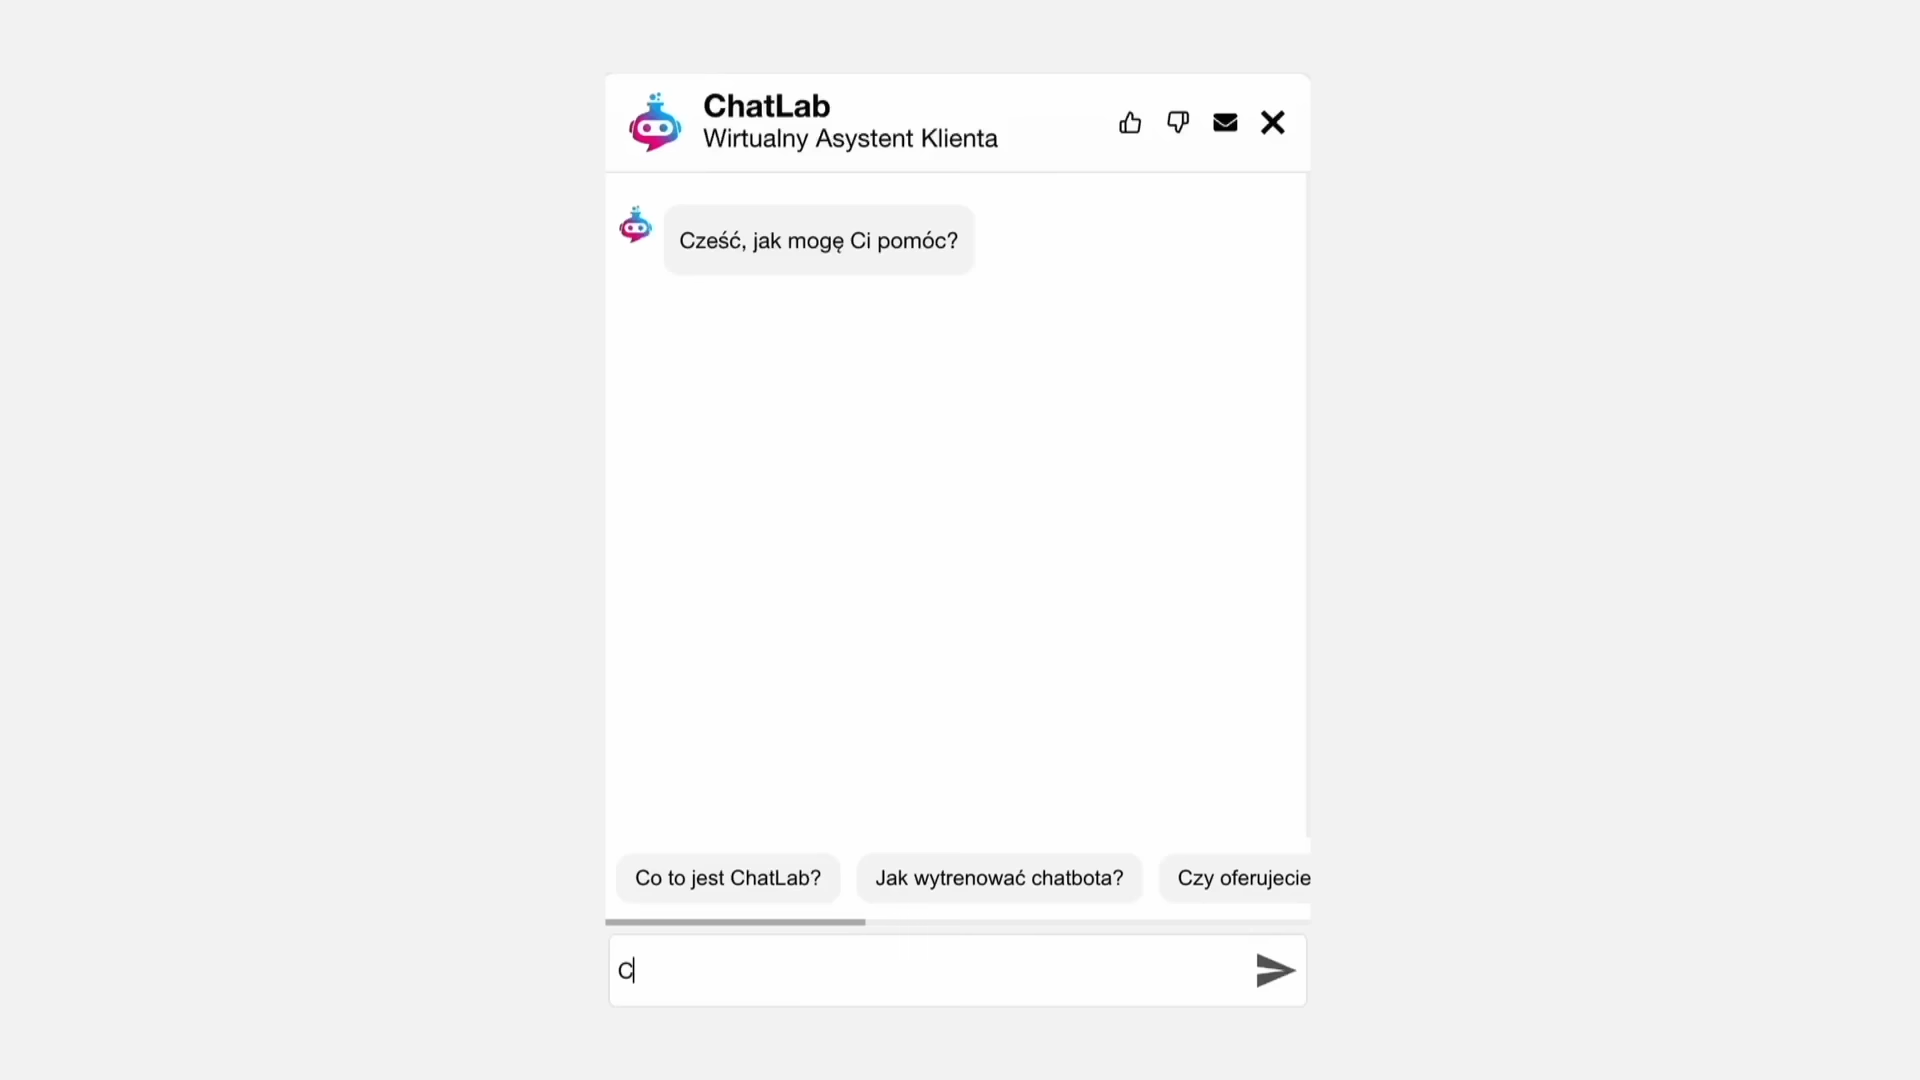 ChatLab
Wirtualny Asystent Klienta
Cześć, jak mogę Ci pomóc?
Co to jest ChatLab?
Jak wytrenować chatbota?
Czy oferujecie
C